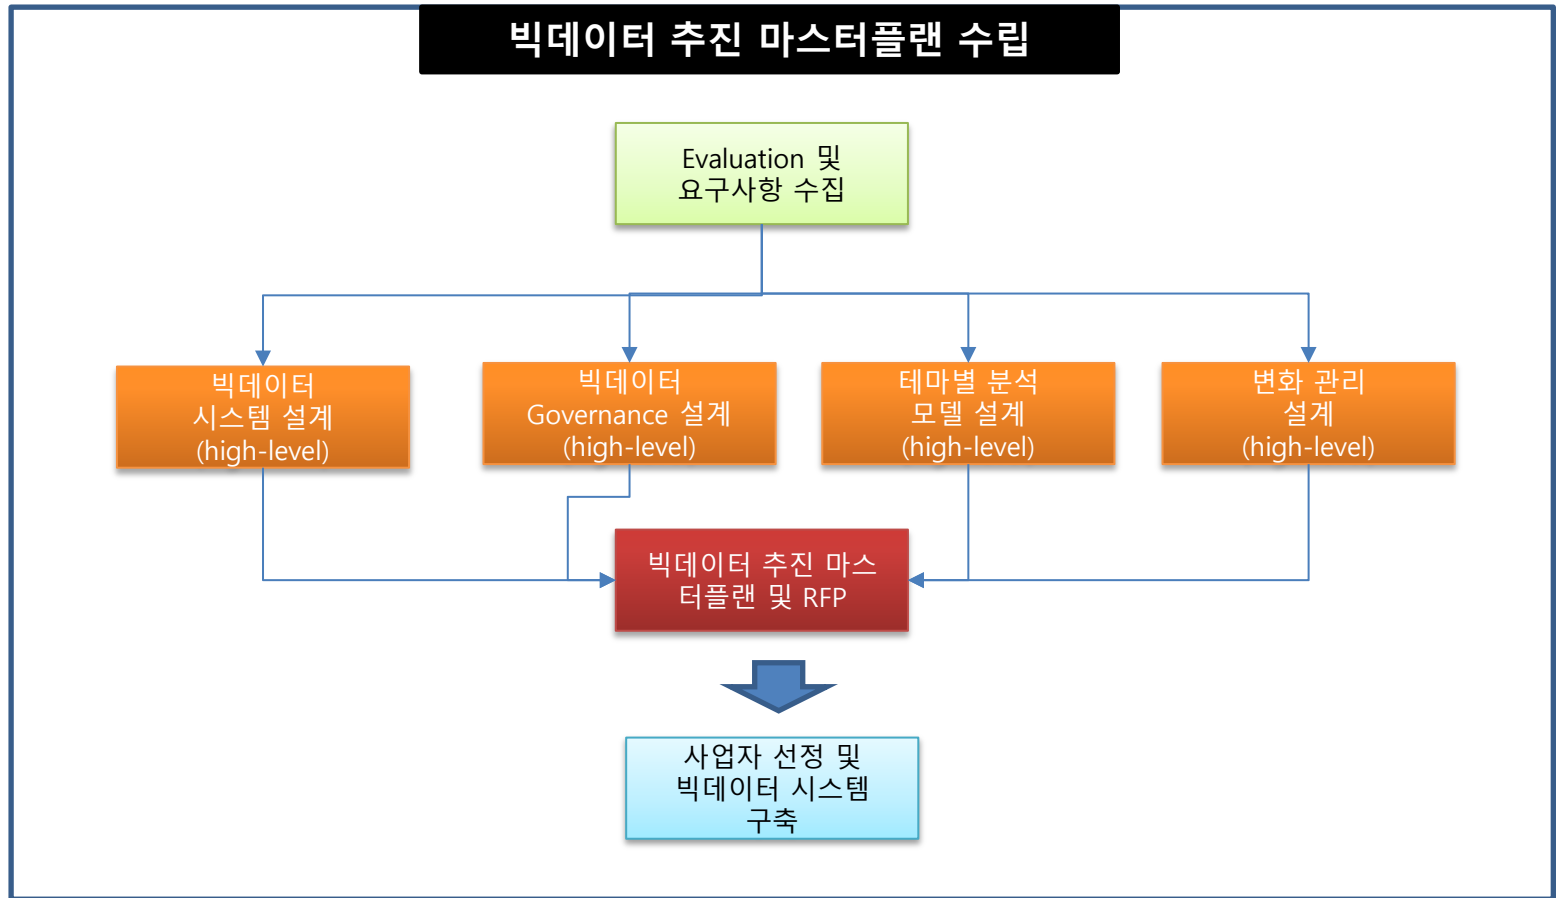 빅데이터 추진 마스터플랜 수립
Evaluation 및
요구사항 수집
빅데이터
시스템 설계
(high-level)
빅데이터
Governance 설계
(high-level)
테마별 분석
모델 설계
(high-level)
변화 관리
설계
(high-level)
빅데이터 추진 마스
터플랜 및 RFP
사업자 선정 및
빅데이터 시스템
구축